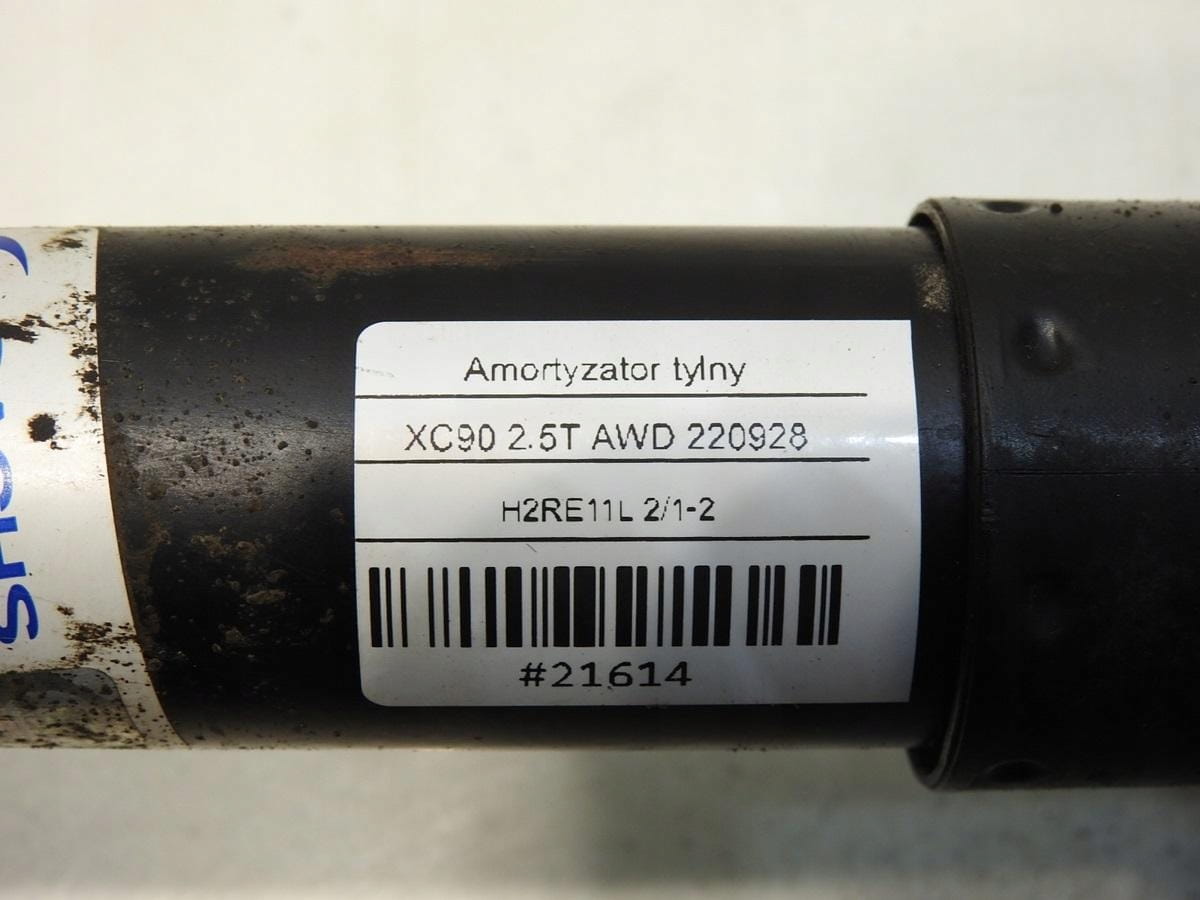 Amortyzator tylny
XC90 2.5T AWD 220928
H2RE11L 2/1-2
#21614